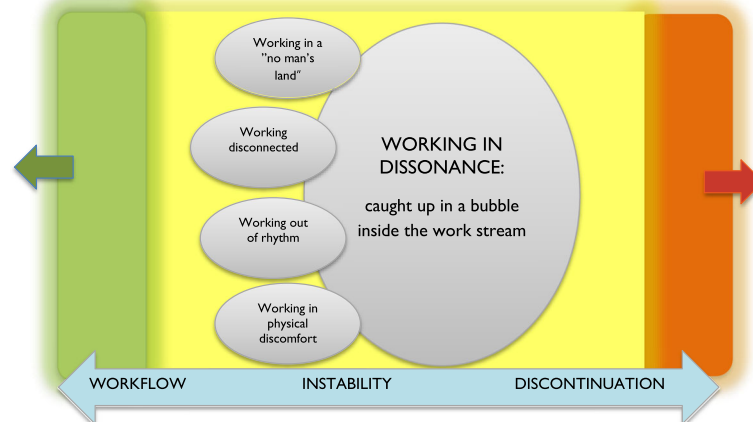 Working in a
”no man’s
land”
Working
disconnected
Working out
of rhythm
Working in
physical
discomfort
WORKING IN
DISSONANCE:
caught up in a bubble
inside the work stream
WORKFLOW
INSTABILITY
DISCONTINUATION